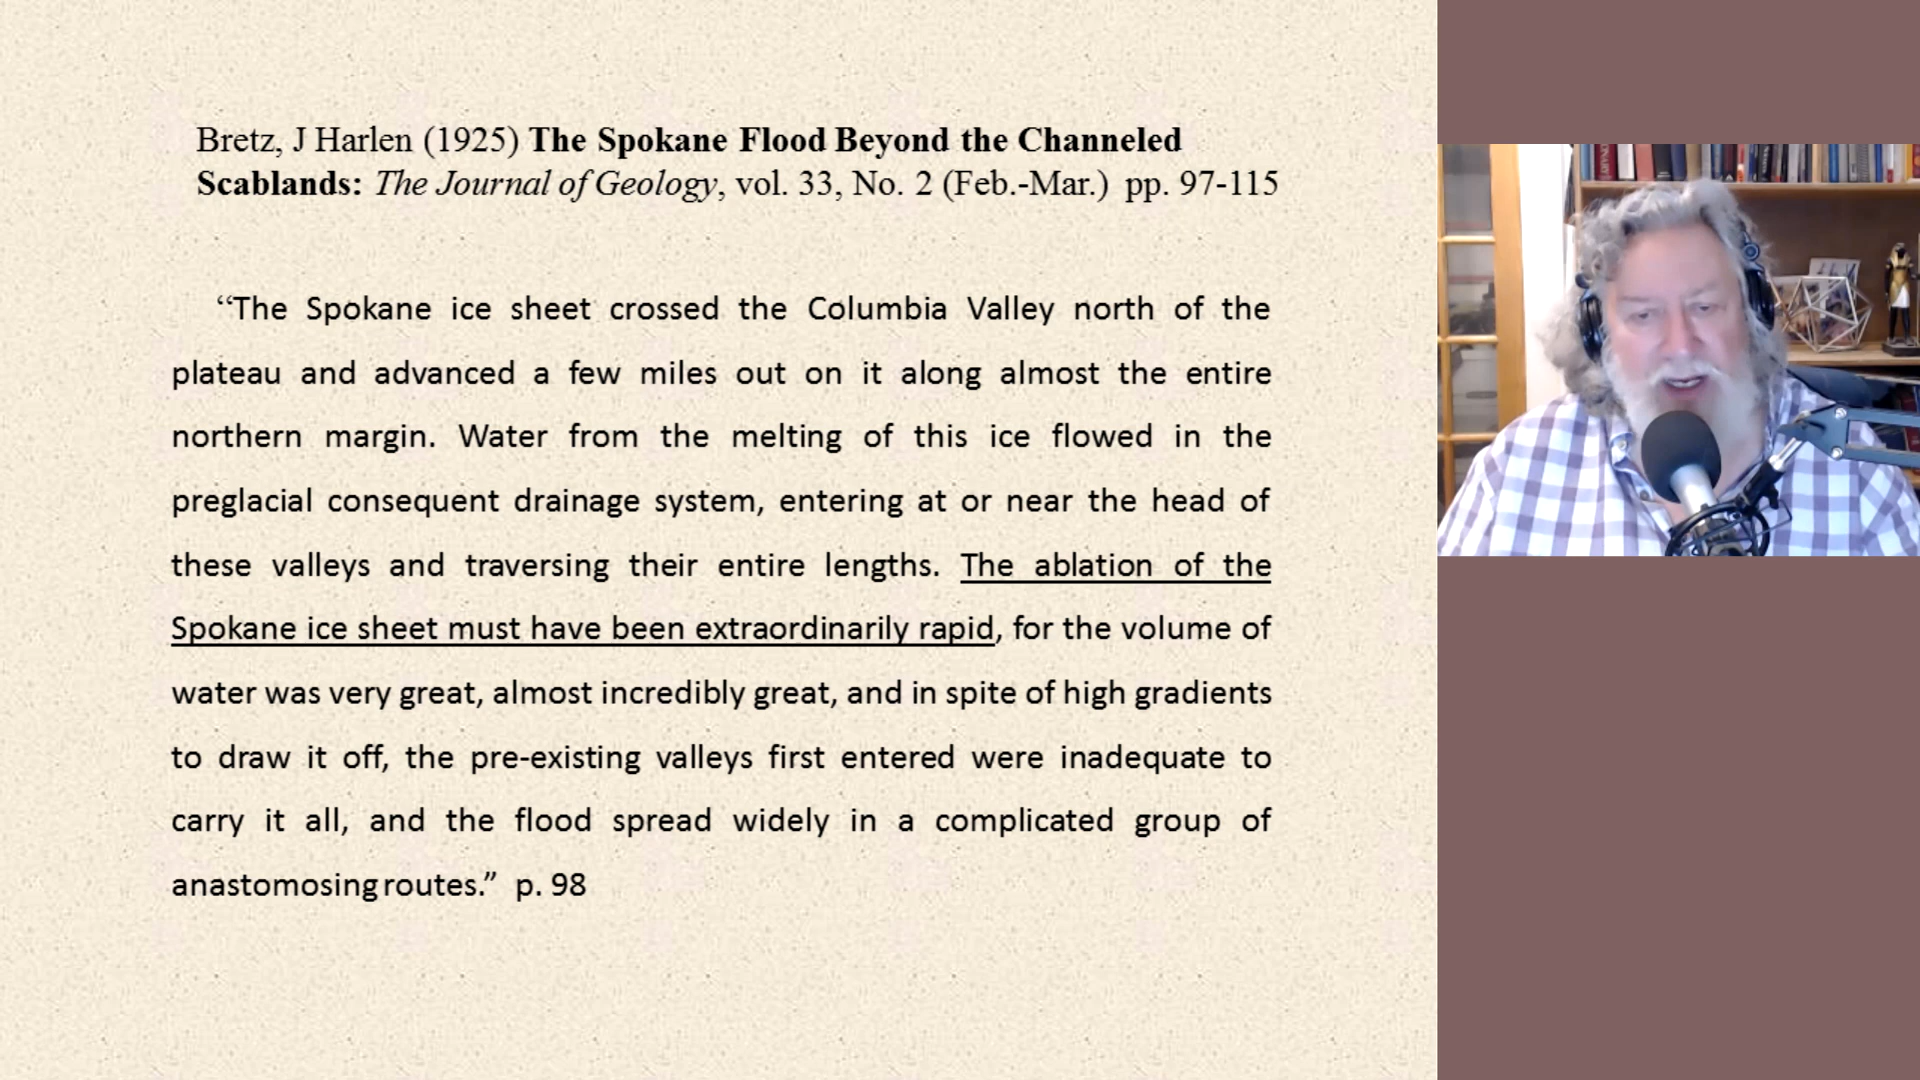 Bretz, J Harlen (1925) The Spokane Flood Beyond the Channeled
Scablands: The Journal of Geology, vol. 33, No. 2 (Feb.-Mar.) pp. 97-115
“The Spokane ice sheet crossed the Columbia Valley north of the
plateau and advanced a few miles out on it along almost the entire
northern margin. Water from the melting of this ice flowed in the
preglacial consequent drainage system, entering at or near the head of
these valleys and traversing their entire lengths. The ablation of the
Spokane ice sheet must have been extraordinarily rapid, for the volume of
water was very great, almost incredibly great, and in spite of high gradients
to draw it off, the pre-existing valleys first entered were inadequate to
carry it all, and the flood spread widely in a complicated group of
anastomosing routes.” p. 98